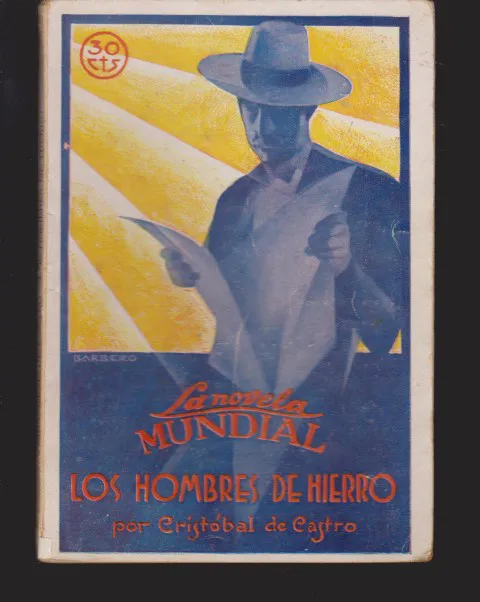 30
cts
BARBERO
La novela
MUNDIAL
LOS HOMBRES DE HIERRO
por Cristóbal de Castro